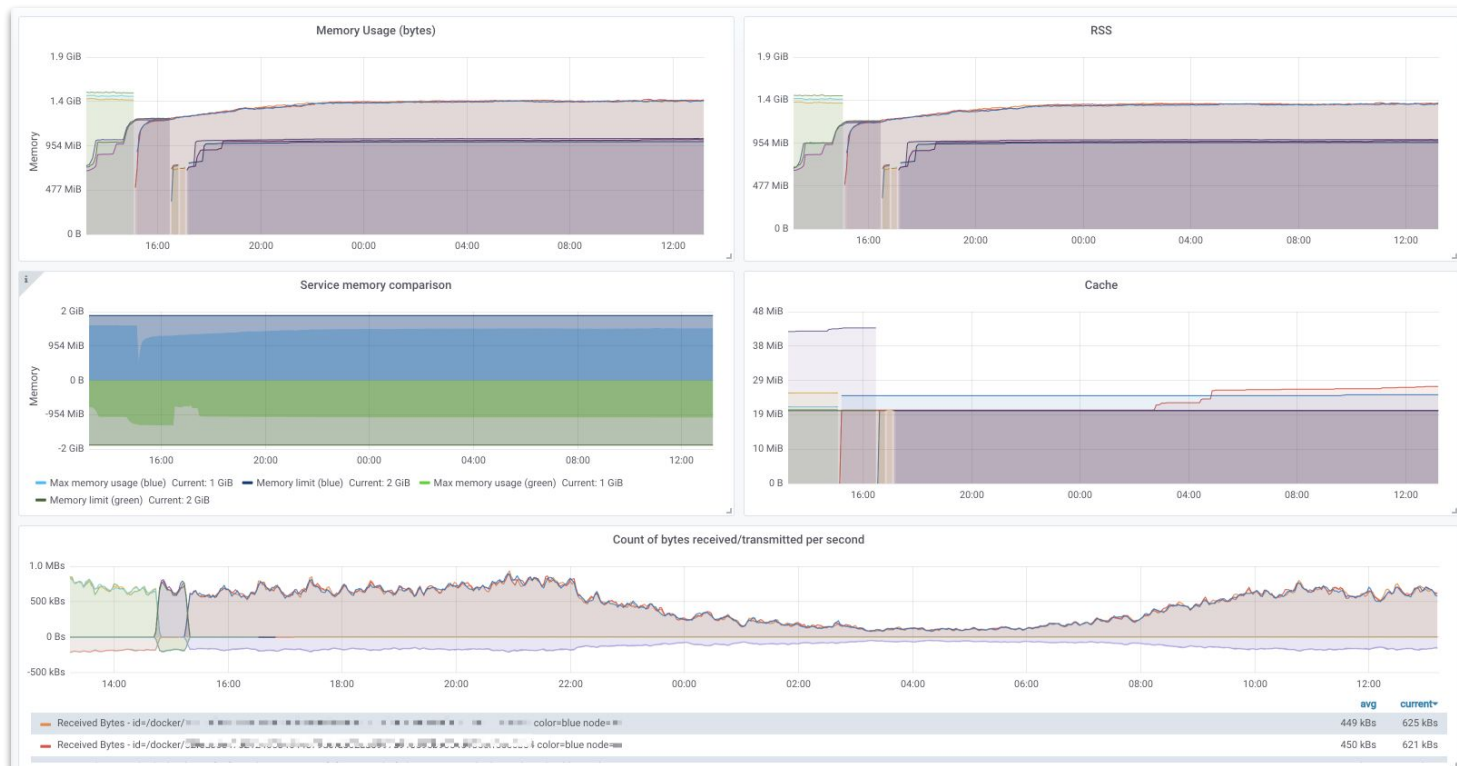 Memory Usage (bytes)
1.9 GiB
1.4 GiB
954 MiB
477 MiB
0 B
Memory
16:00 20:00 00:00 04:00 08:00 12:00
RSS
1.9 GiB
1.4 GiB
954 MiB
477 MiB
0 B
16:00 20:00 00:00 04:00 08:00 12:00
i
Service memory comparison
2 GiB
954 MiB
0 B
-954 MiB
-2 GiB
Memory
16:00 20:00 00:00 04:00 08:00 12:00
Max memory usage (blue) Current: 1 GiB Memory limit (blue) Current: 2 GiB Max memory usage (green) Current: 1 GiB
Memory limit (green) Current: 2 GiB
Cache
48 MiB
38 MiB
29 MiB
19 MiB
10 MiB
0 B
16:00 20:00 00:00 04:00 08:00 12:00
Count of bytes received/transmitted per second
1.0 MBs
500 kBs
0 Bs
-500 kBs
14:00 16:00 18:00 20:00 22:00 00:00 02:00 04:00 06:00 08:00 10:00 12:00
avg current
Received Bytes - id=/docker/ color=blue node= 449 kBs 625 kBs
Received Bytes - id=/docker/ color=blue node= 450 kBs 621 kBs